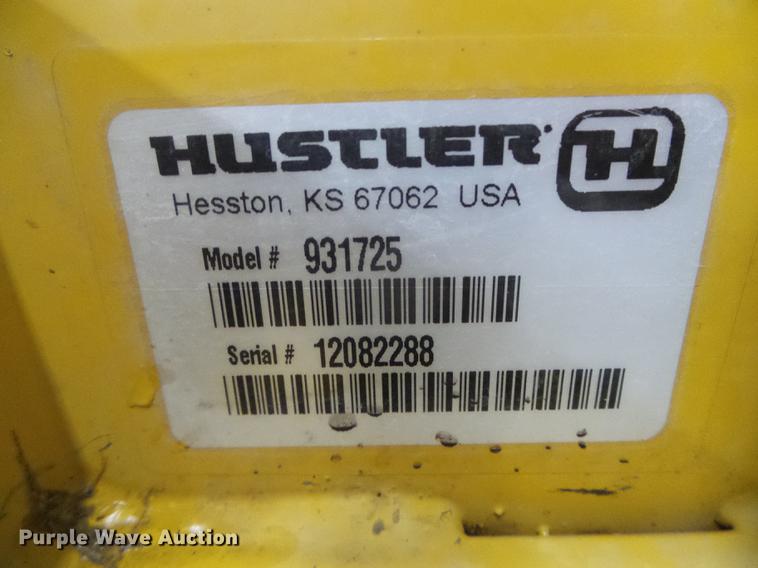 HUSTLER H
Hesston, KS 67062 USA
Model # 931725
Serial # 12082288
Purple Wave Auction